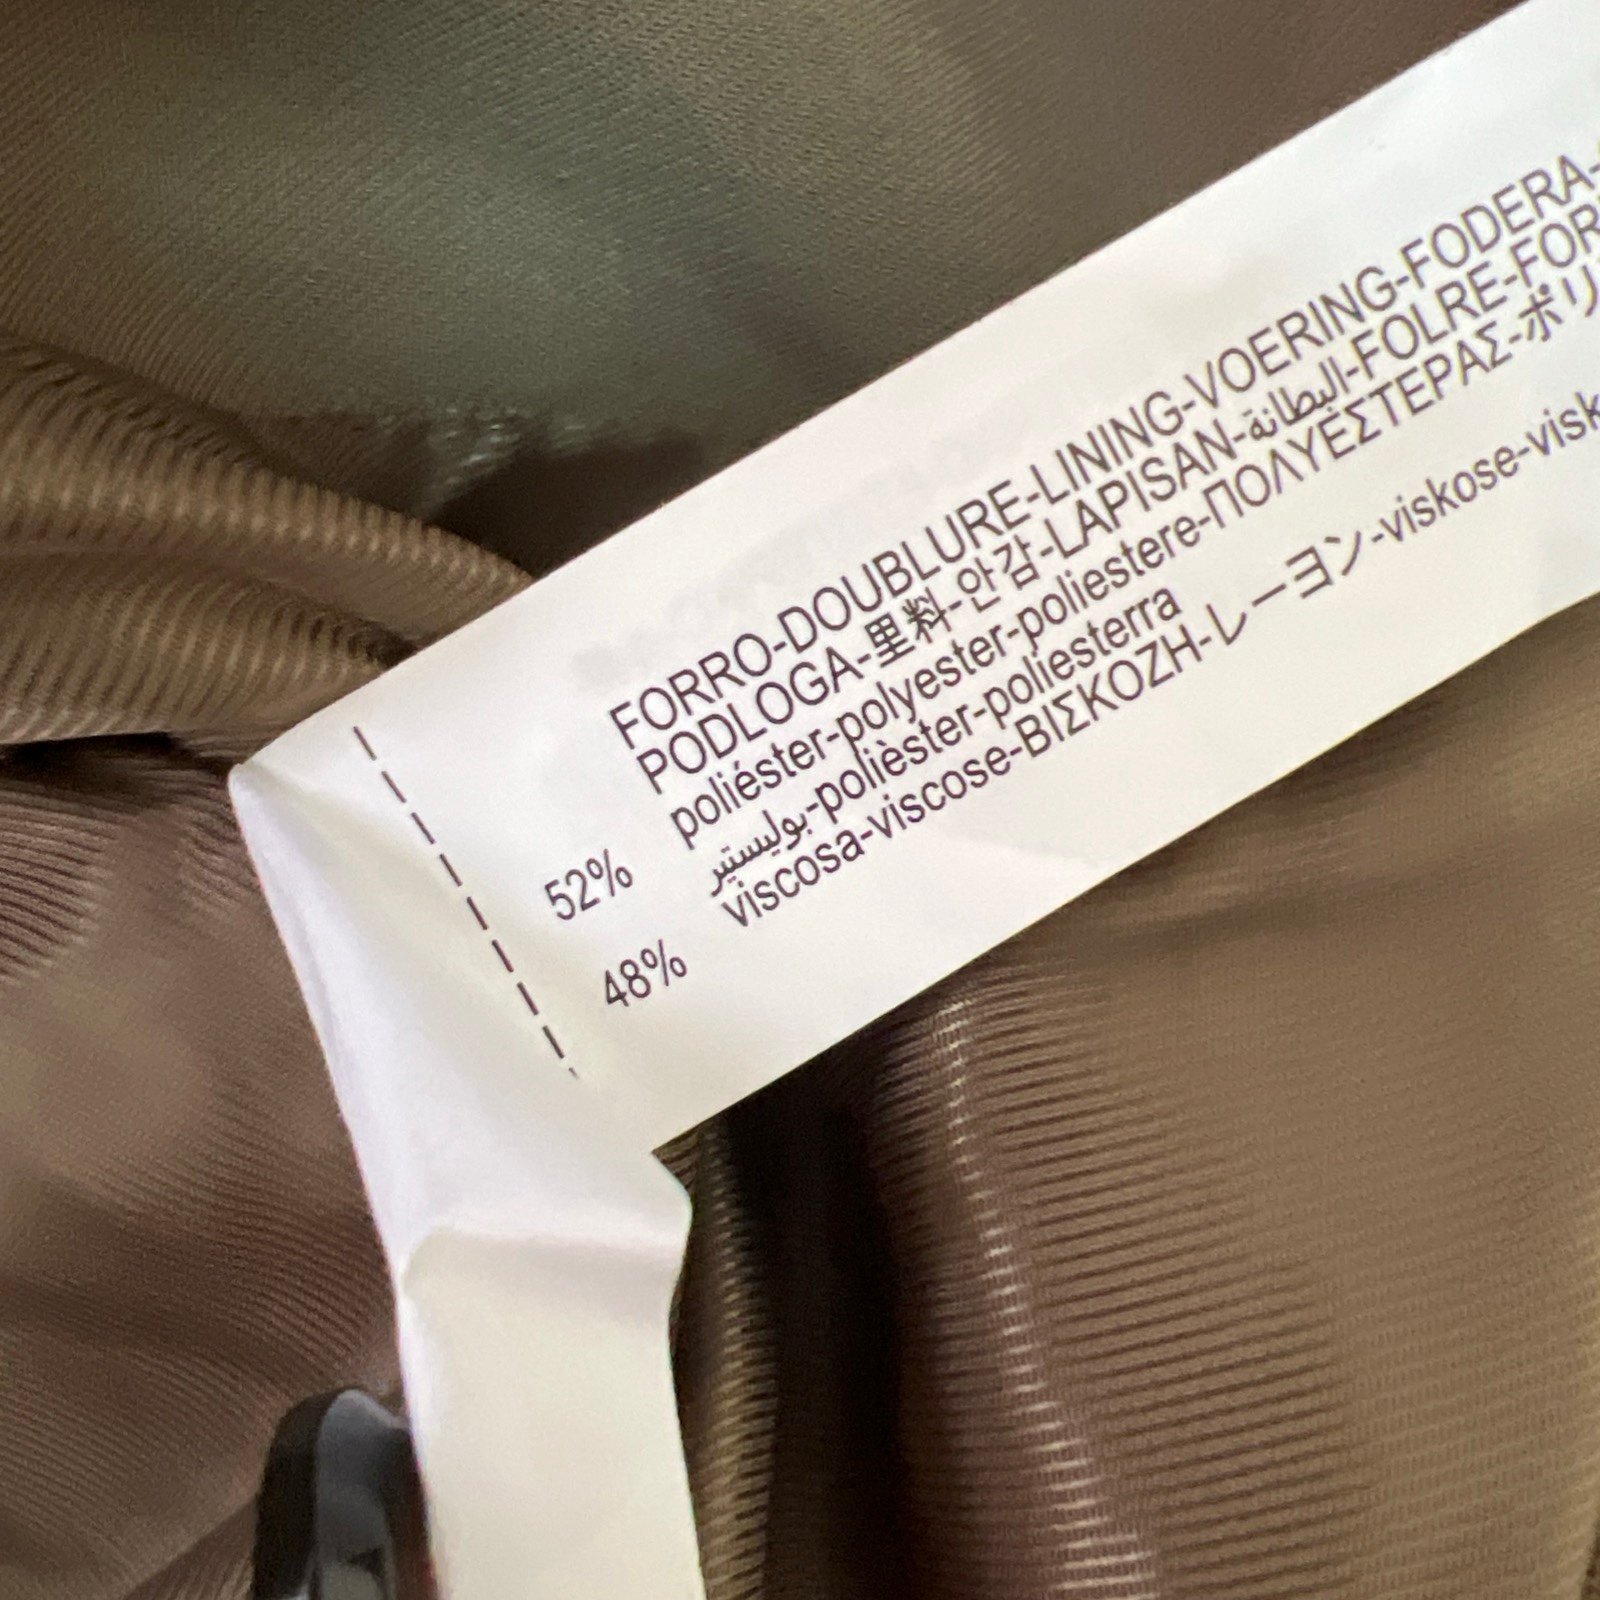 FORRO-DOUBLURE-LINING-VOERING-FODERA-
PODLOGA-里料-안감-LAPISAN-البطانة-FOLRE-FOR
52% poliéster-polyester-poliestere-ΠΟΛΥΕΣΤΕΡΑΣ-ポリ
بوليستير-polièster-poliesterra
48% viscosa-viscose-ΒΙΣΚΟΖΗ-レーヨン-viskose-visk